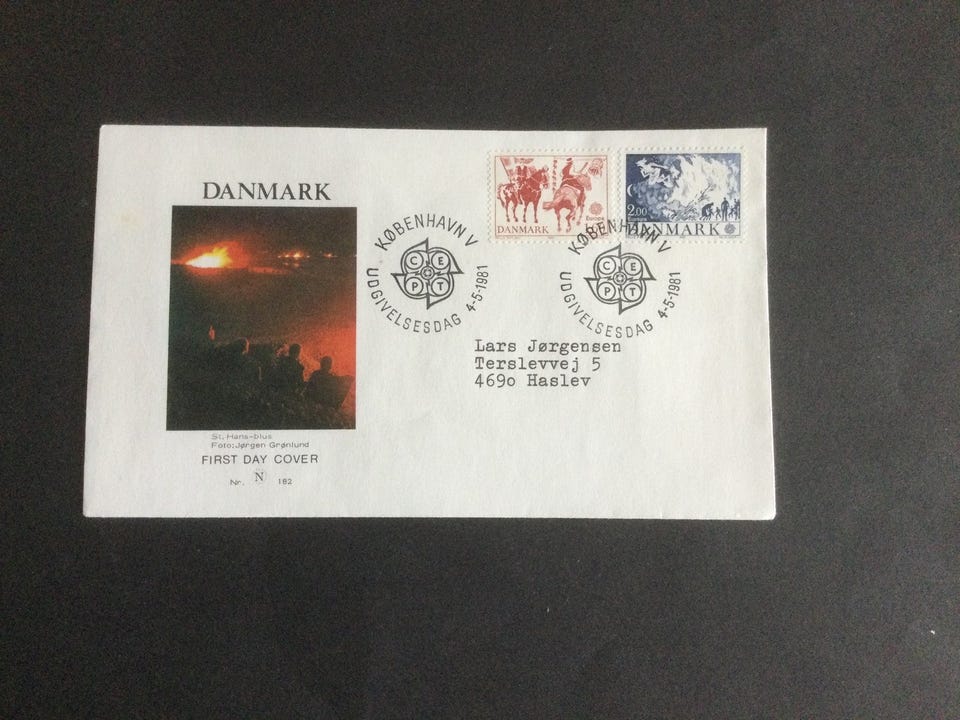 DANMARK
St. Hans-blus
Foto: Jørgen Grønlund
FIRST DAY COVER
Nr. N 182
DANMARK
Europa
2.00
Europa
DANMARK
KØBENHAVN V
C E
P T
UDGIVELSESDAG 4-5-1981
KØBENHAVN V
C E
P T
UDGIVELSESDAG 4-5-1981
Lars Jørgensen
Terslevvej 5
469o Haslev